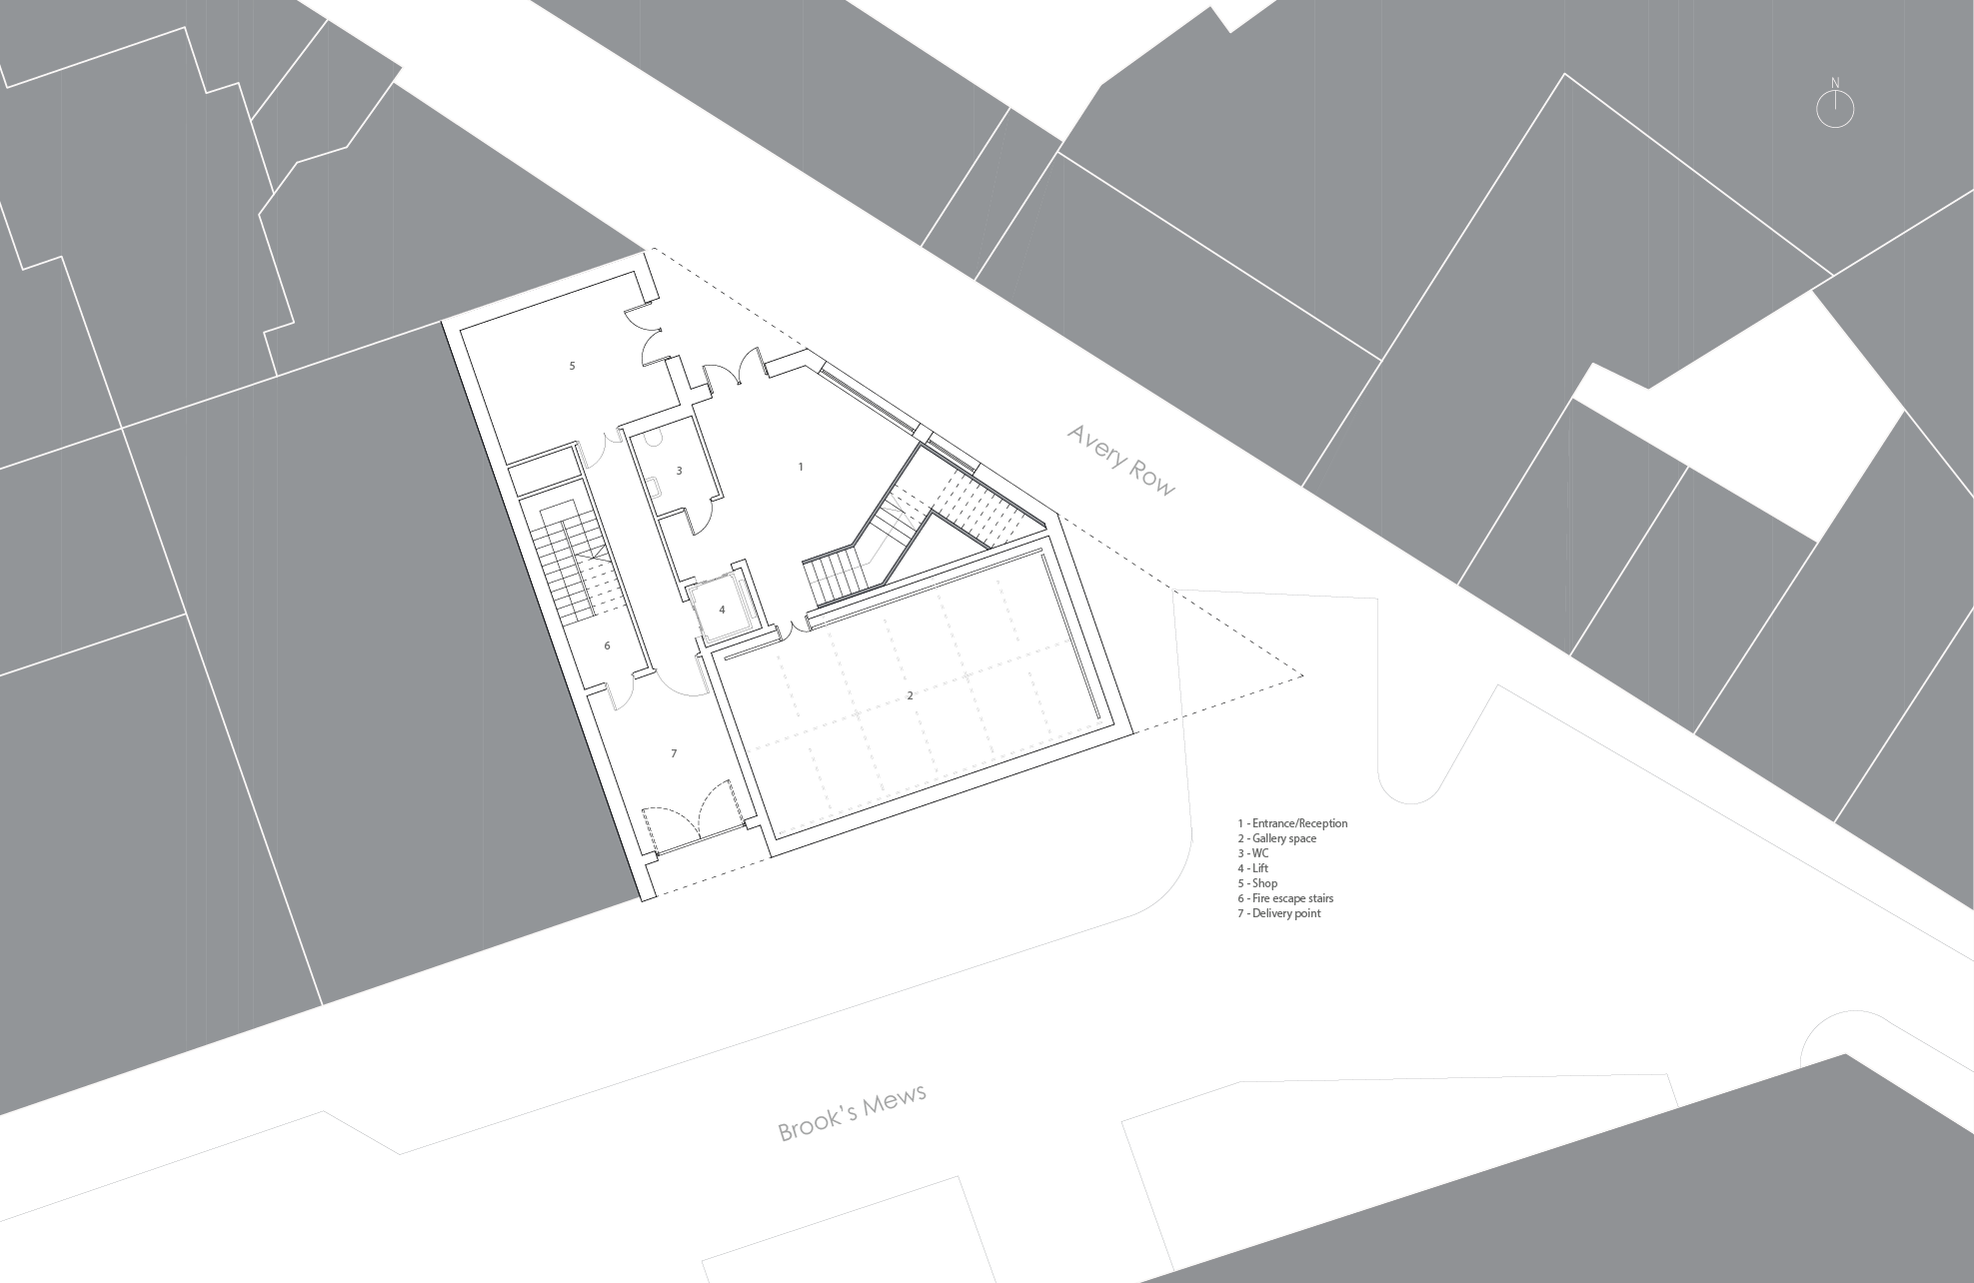 N
5
3
1
Avery Row
4
6
2
7
1 - Entrance/Reception
2 - Gallery space
3 - WC
4 - Lift
5 - Shop
6 - Fire escape stairs
7 - Delivery point
Brook's Mews